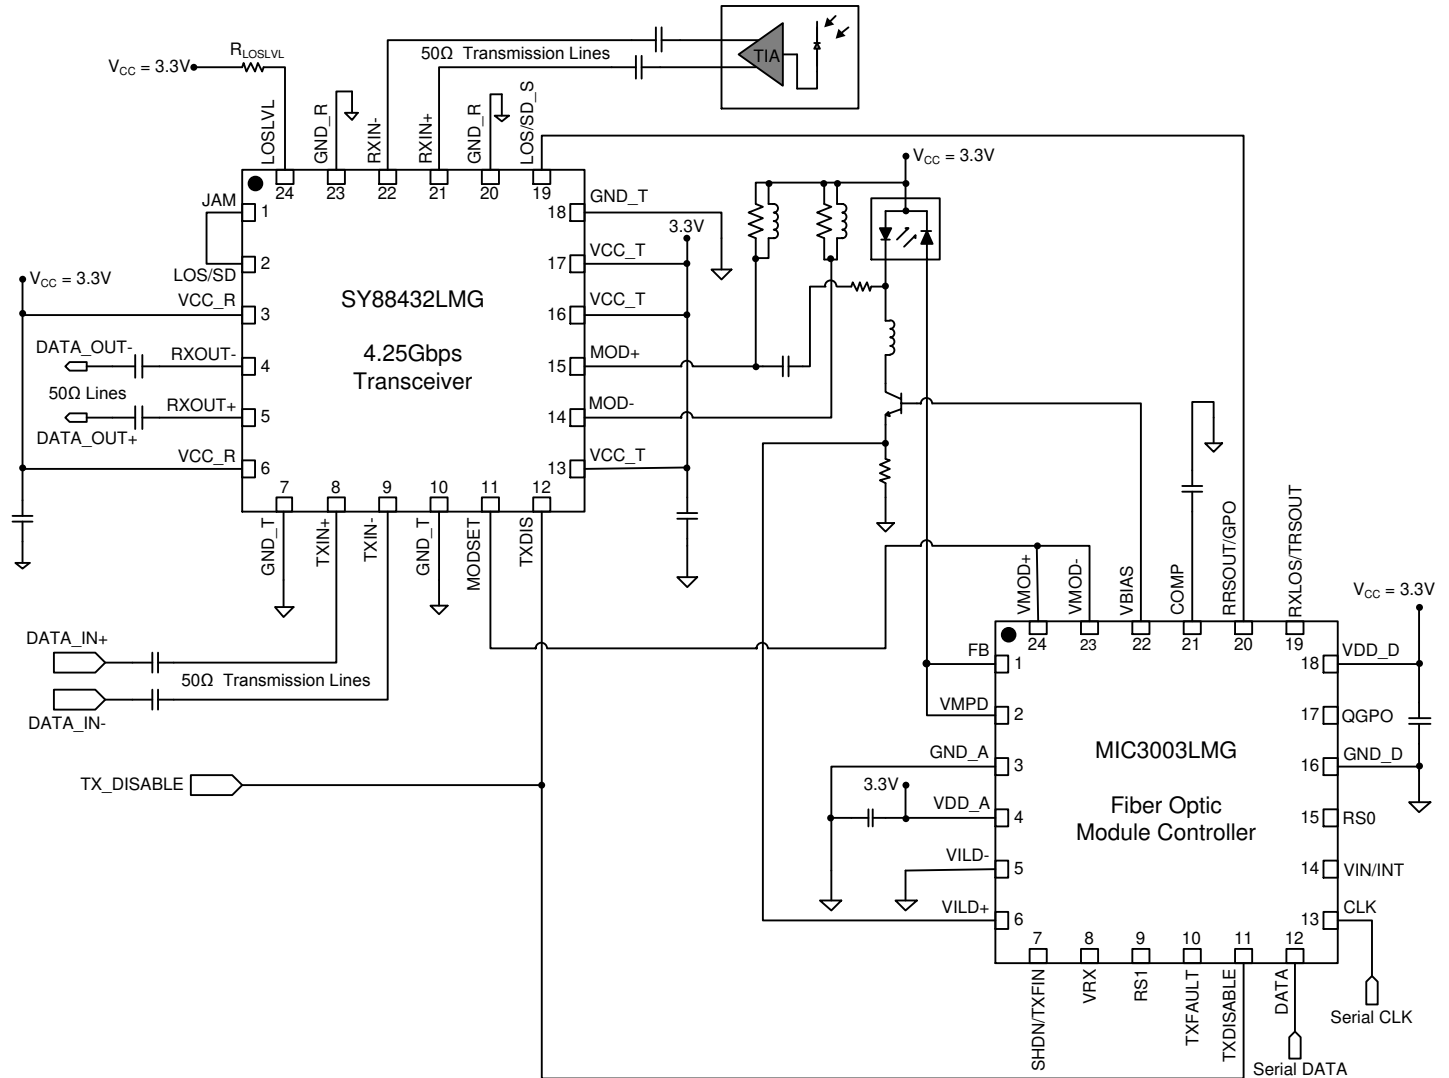 R_LOSLVL
V_CC = 3.3V
50Ω Transmission Lines
TIA
LOSLVL
GND_R
RXIN-
RXIN+
GND_R
LOS/SD_S
24
23
22
21
20
19
JAM
1
2
LOS/SD
V_CC = 3.3V
VCC_R
3
DATA_OUT-
RXOUT-
4
50Ω Lines
RXOUT+
5
DATA_OUT+
VCC_R
6
SY88432LMG
4.25Gbps
Transceiver
GND_T
18
3.3V
VCC_T
17
VCC_T
16
MOD+
15
MOD-
14
VCC_T
13
V_CC = 3.3V
7
8
9
10
11
12
GND_T
TXIN+
TXIN-
GND_T
MODSET
TXDIS
DATA_IN+
50Ω Transmission Lines
DATA_IN-
TX_DISABLE
VMOD+
VMOD-
VBIAS
COMP
RRSOUT/GPO
RXLOS/TRSOUT
24
23
22
21
20
19
FB
1
VMPD
2
GND_A
3
3.3V
VDD_A
4
VILD-
5
VILD+
6
MIC3003LMG
Fiber Optic
Module Controller
V_CC = 3.3V
18
VDD_D
17
QGPO
16
GND_D
15
RS0
14
VIN/INT
13
CLK
7
8
9
10
11
12
SHDN/TXFIN
VRX
RS1
TXFAULT
TXDISABLE
DATA
Serial CLK
Serial DATA